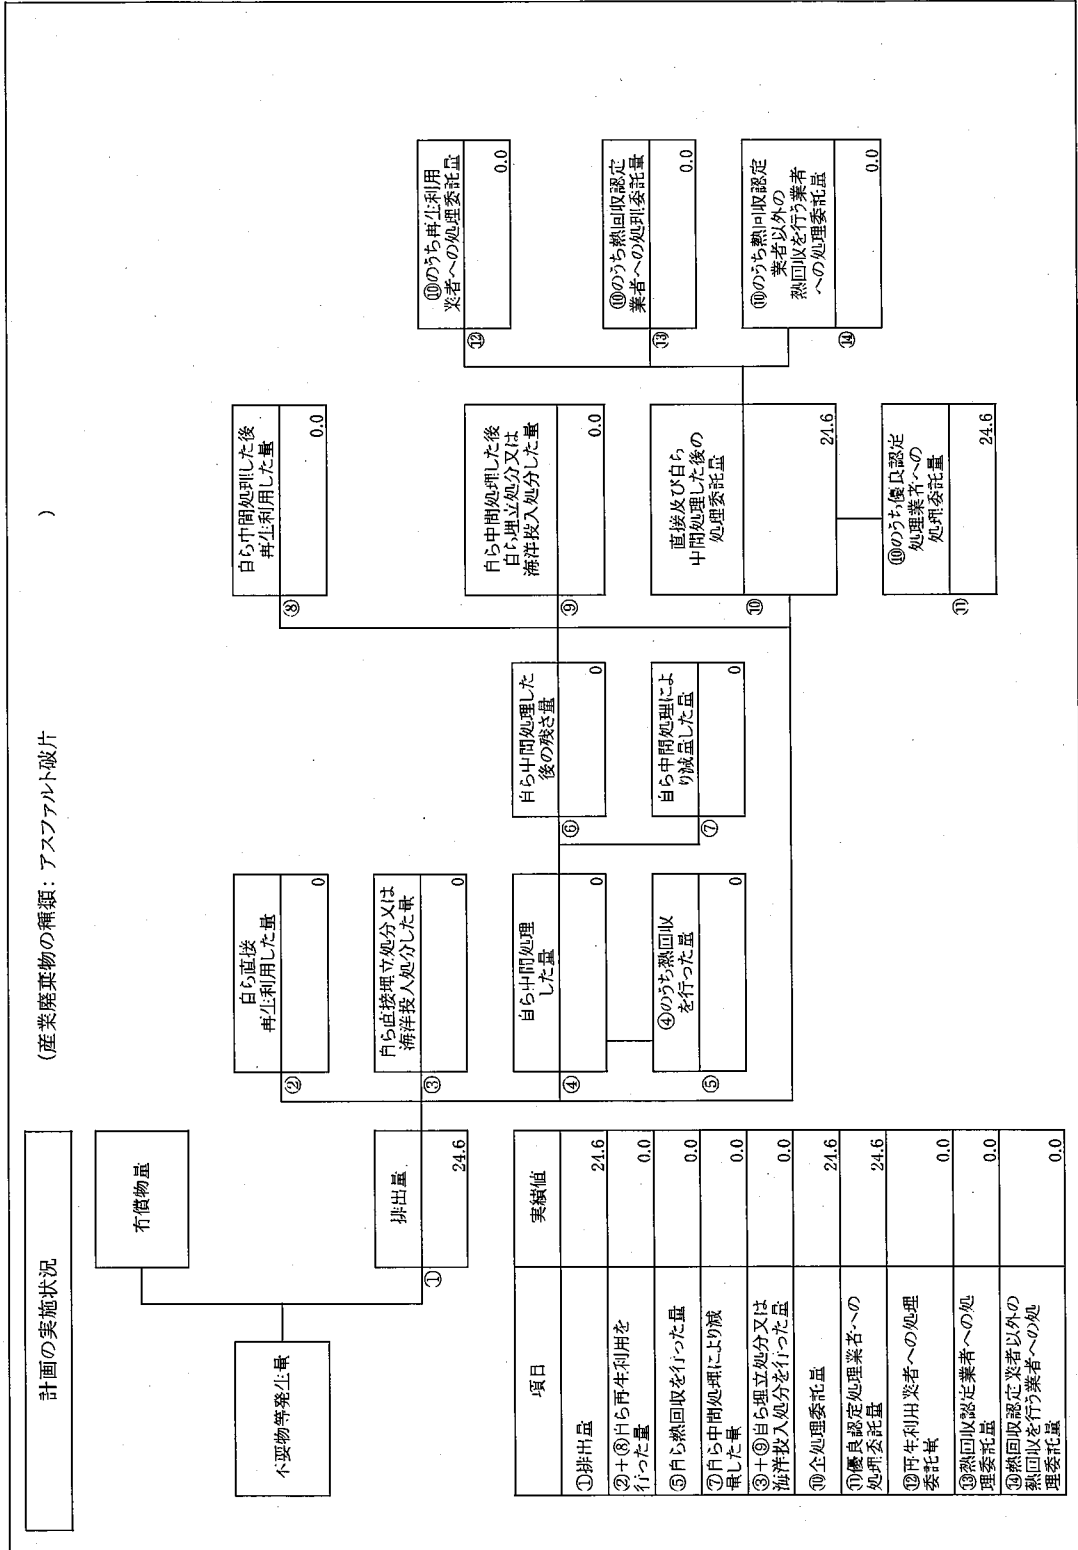 計画の実施状況
(産業廃棄物の種類：アスファルト破片 )
不要物等発生量
有償物量
排出量
①
24.6
自ら直接
再生利用した量
②
0
自ら直接埋立処分又は
海洋投入処分した量
③
0
自ら中間処理
した量
④
0
④のうち熱回収
を行った量
⑤
0
自ら中間処理した
後の残さ量
⑥
0
自ら中間処理によ
り減量した量
⑦
0
自ら中間処理した後
再生利用した量
⑧
0.0
自ら中間処理した後
自ら埋立処分又は
海洋投入処分した量
⑨
0.0
直接及び自ら
中間処理した後の
処理委託量
⑩
24.6
⑩のうち優良認定
処理業者への
処理委託量
⑪
24.6
⑩のうち再生利用
業者への処理委託量
⑫
0.0
⑩のうち熱回収認定
業者への処理委託量
⑬
0.0
⑩のうち熱回収認定
業者以外の
熱回収を行う業者
への処理委託量
⑭
0.0
項目 実績値
①排出量 24.6
②+⑧自ら再生利用を
行った量 0.0
⑤自ら熱回収を行った量 0.0
⑦自ら中間処理により減
量した量 0.0
③+⑨自ら埋立処分又は
海洋投入処分を行った量 0.0
⑩全処理委託量 24.6
⑪優良認定処理業者への
処理委託量 24.6
⑫再生利用業者への処理
委託量 0.0
⑬熱回収認定業者への処
理委託量 0.0
⑭熱回収認定業者以外の
熱回収を行う業者への処
理委託量 0.0